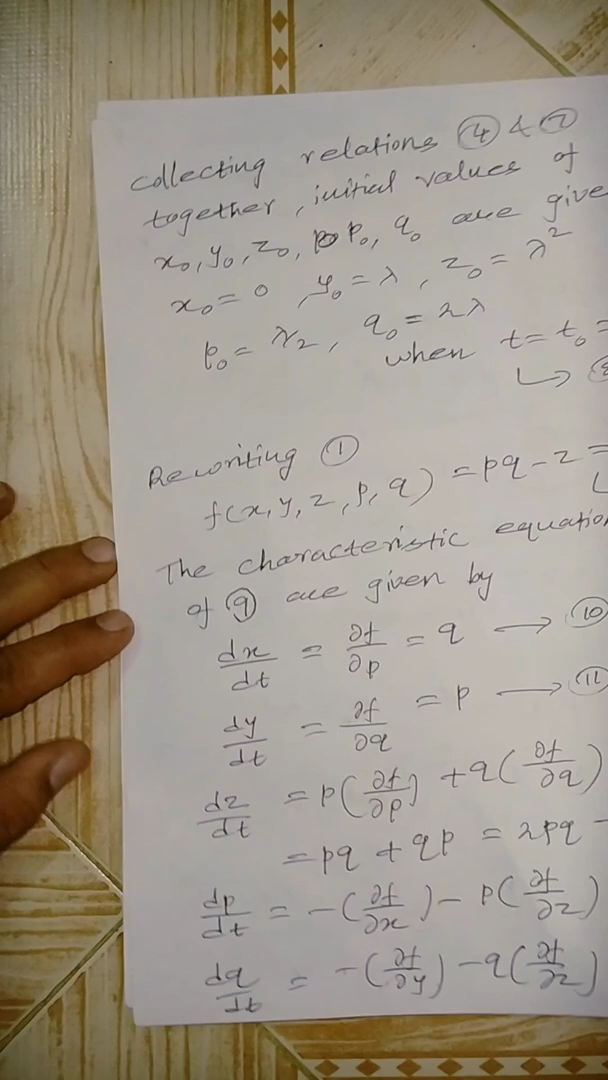 collecting relations ④ & ⑦
together, initial values of
x₀, y₀, z₀, p₀, q₀ are give
x₀ = 0 , y₀ = λ , z₀ = λ²
p₀ = λ/2 , q₀ = 2λ
when t = t₀ =
Rewriting ①
f(x, y, z, p, q) = pq - z =
The characteristic equation
of ⑨ are given by
dx/dt = ∂f/∂p = q → ⑩
dy/dt = ∂f/∂q = p → ⑪
dz/dt = p(∂f/∂p) + q(∂f/∂q)
= pq + qp = 2pq -
dp/dt = -(∂f/∂x) - p(∂f/∂z)
dq/dt = -(∂f/∂y) - q(∂f/∂z)